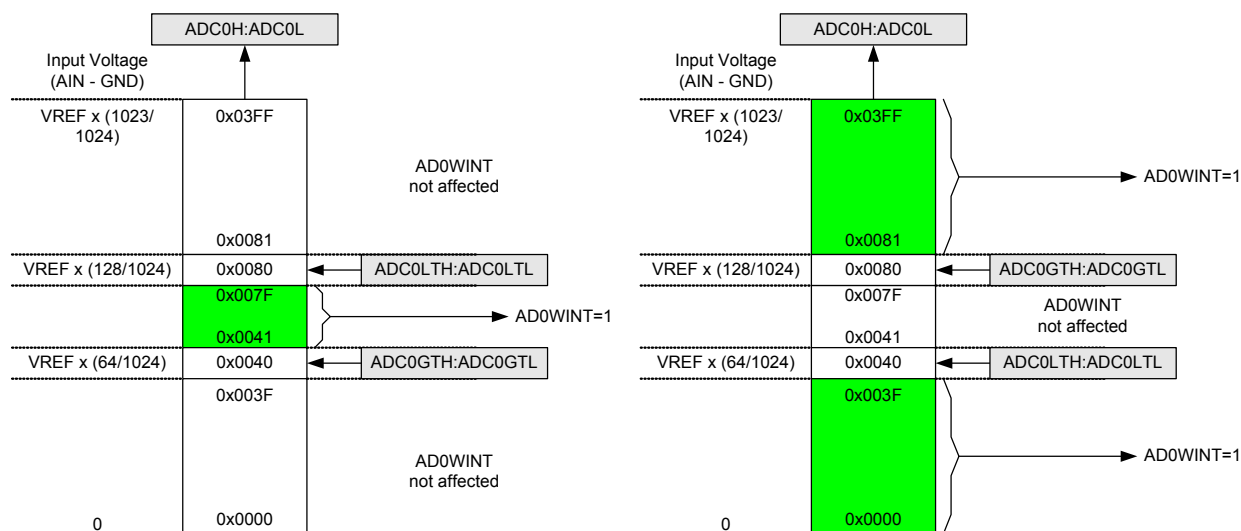 ADC0H:ADC0L
Input Voltage
(AIN - GND)
VREF x (1023/
1024)
0x03FF
AD0WINT
not affected
0x0081
VREF x (128/1024)
0x0080
ADC0LTH:ADC0LTL
0x007F
AD0WINT=1
0x0041
VREF x (64/1024)
0x0040
ADC0GTH:ADC0GTL
0x003F
AD0WINT
not affected
0
0x0000
ADC0H:ADC0L
Input Voltage
(AIN - GND)
VREF x (1023/
1024)
0x03FF
AD0WINT=1
0x0081
VREF x (128/1024)
0x0080
ADC0GTH:ADC0GTL
0x007F
AD0WINT
not affected
0x0041
VREF x (64/1024)
0x0040
ADC0LTH:ADC0LTL
0x003F
AD0WINT=1
0
0x0000